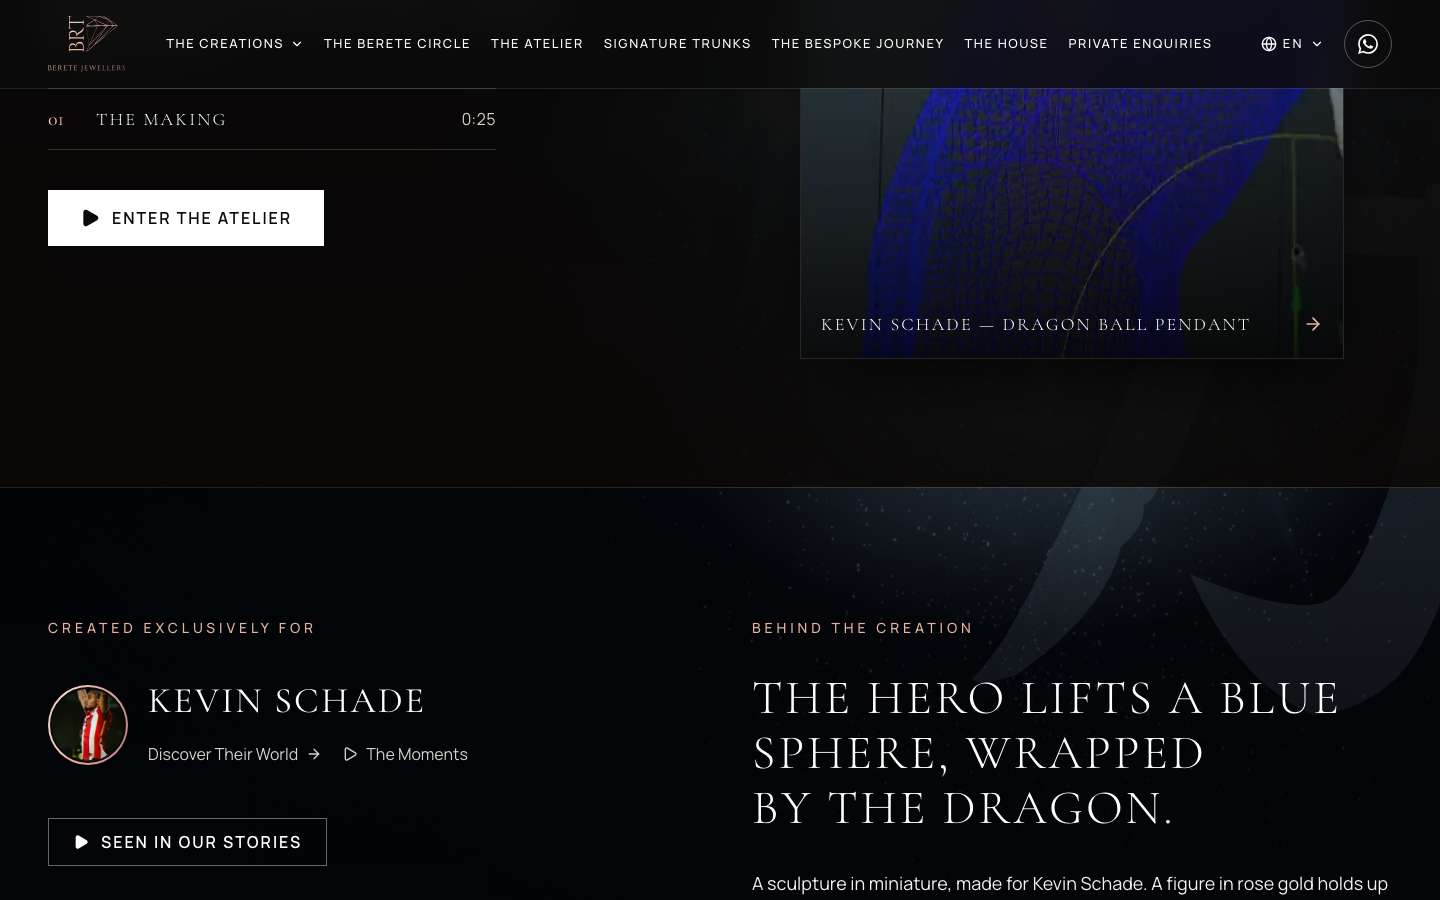 BRT
BERETE JEWELLERS
THE CREATIONS
THE BERETE CIRCLE
THE ATELIER
SIGNATURE TRUNKS
THE BESPOKE JOURNEY
THE HOUSE
PRIVATE ENQUIRIES
EN
01 THE MAKING 0:25
ENTER THE ATELIER
KEVIN SCHADE — DRAGON BALL PENDANT
CREATED EXCLUSIVELY FOR
KEVIN SCHADE
Discover Their World
The Moments
SEEN IN OUR STORIES
BEHIND THE CREATION
THE HERO LIFTS A BLUE
SPHERE, WRAPPED
BY THE DRAGON.
A sculpture in miniature, made for Kevin Schade. A figure in rose gold holds up